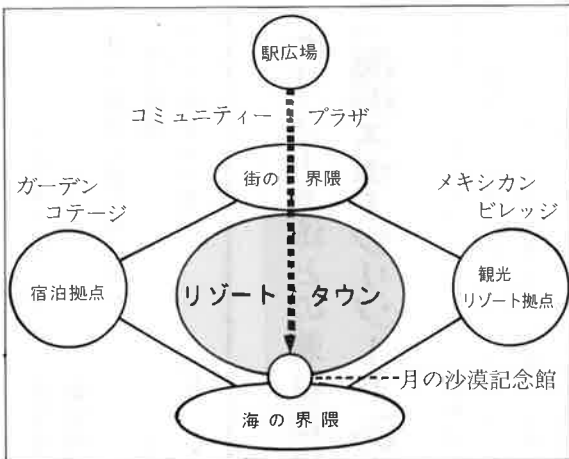 駅広場
コミュニティー プラザ
街の 界隈
ガーデン
コテージ
メキシカン
ビレッジ
宿泊拠点
リゾート タウン
観光
リゾート拠点
月の沙漠記念館
海の界隈